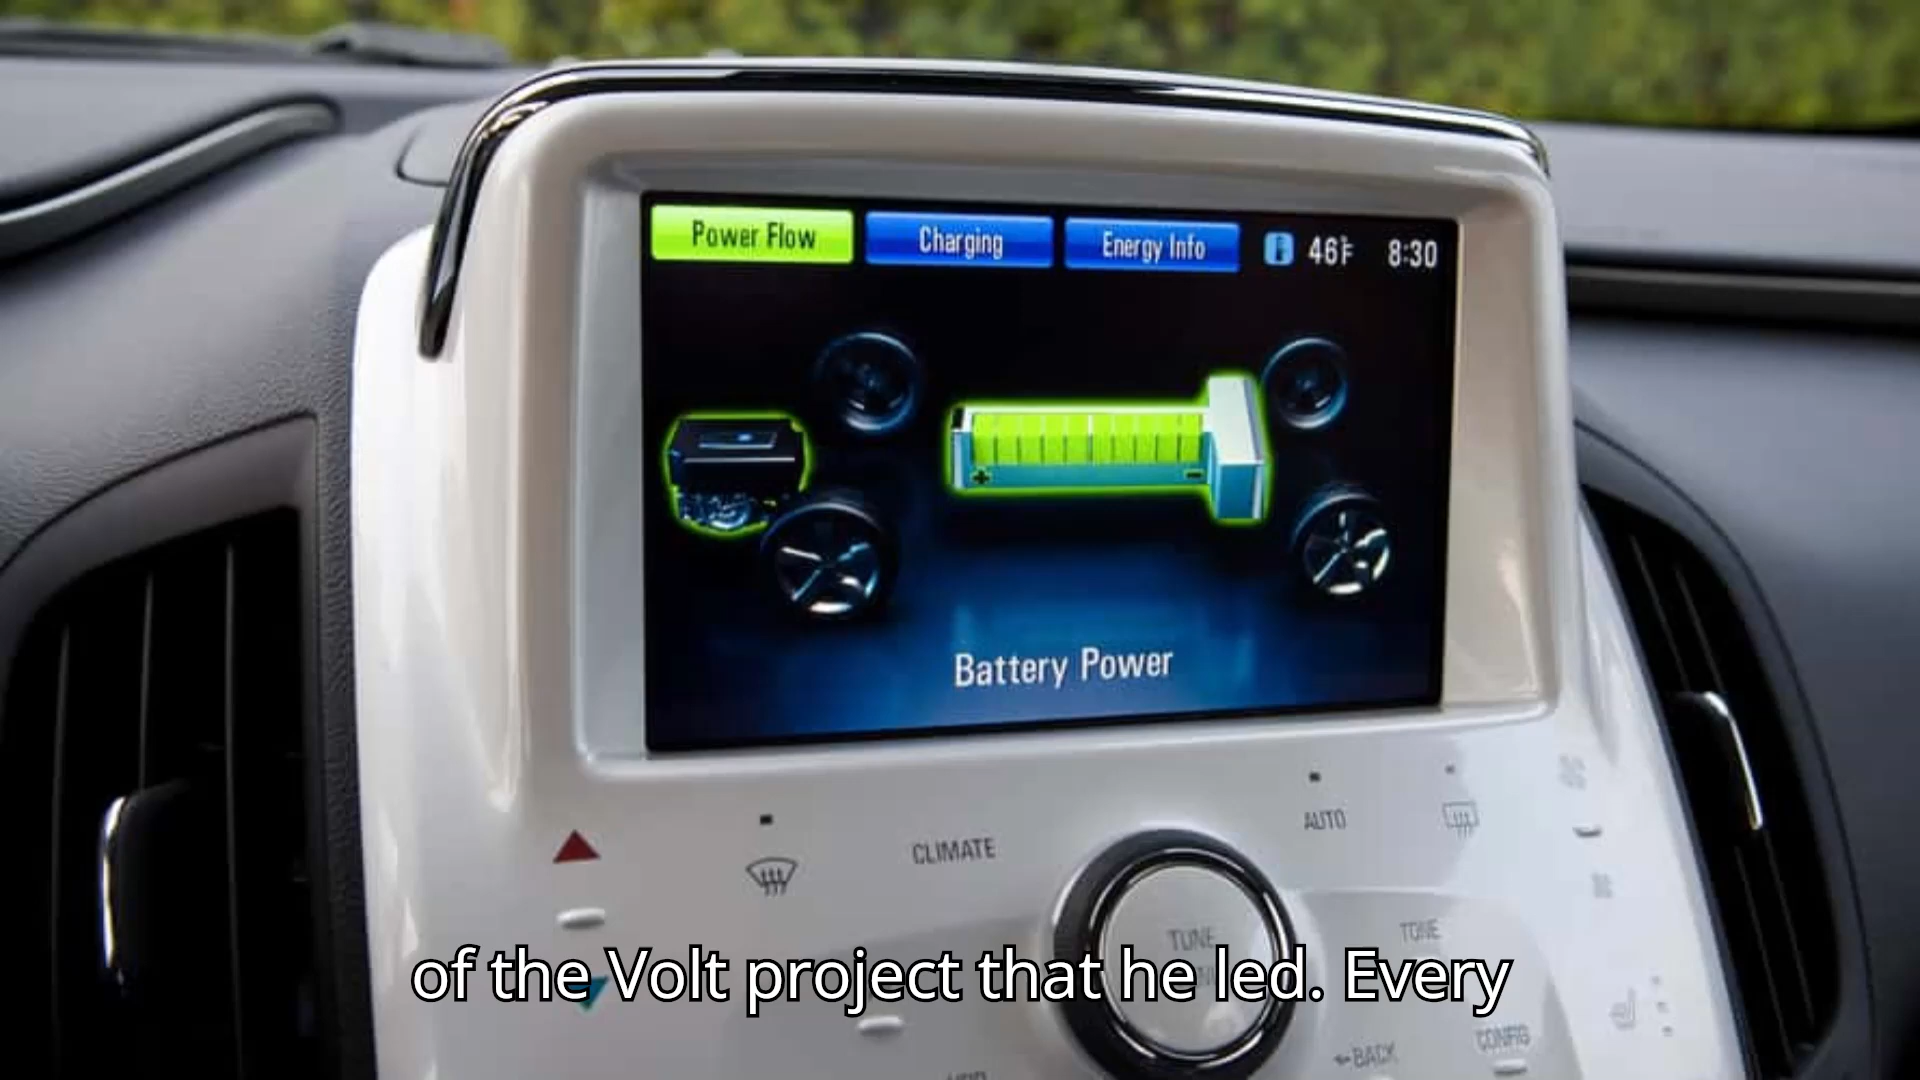 Power Flow
Charging
Energy Info
46°F
8:30
Battery Power
AUTO
CLIMATE
TUNE
TONE
of the Volt project that he led. Every
CONFIG
BACK